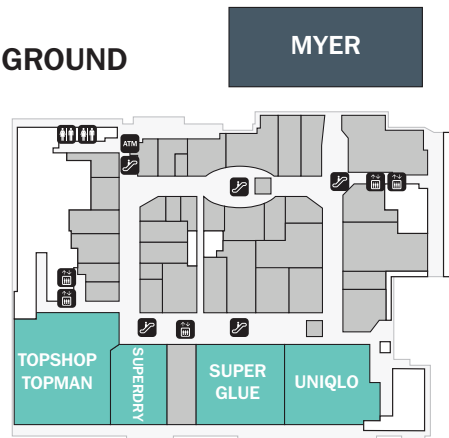 MYER
GROUND
ATM
TOPSHOP
TOPMAN
SUPERDRY
SUPER
GLUE
UNIQLO